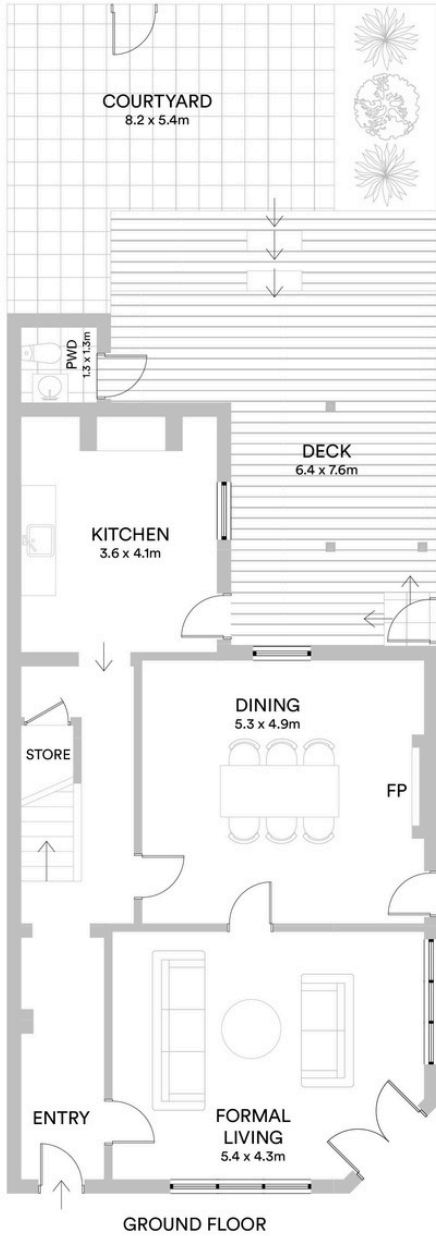 COURTYARD
8.2 x 5.4m
PWD
1.3 x 1.3m
DECK
6.4 x 7.6m
KITCHEN
3.6 x 4.1m
DINING
5.3 x 4.9m
STORE
FP
ENTRY
FORMAL
LIVING
5.4 x 4.3m
GROUND FLOOR